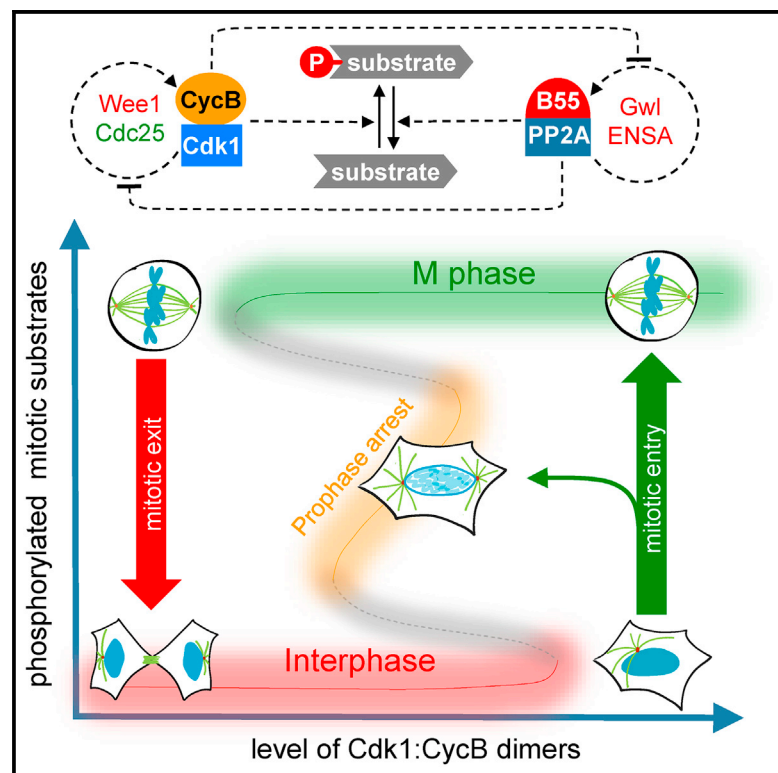 P substrate
Wee1
Cdc25
CycB
Cdk1
substrate
B55
PP2A
Gwl
ENSA
M phase
Prophase arrest
Interphase
mitotic exit
mitotic entry
phosphorylated mitotic substrates
level of Cdk1:CycB dimers